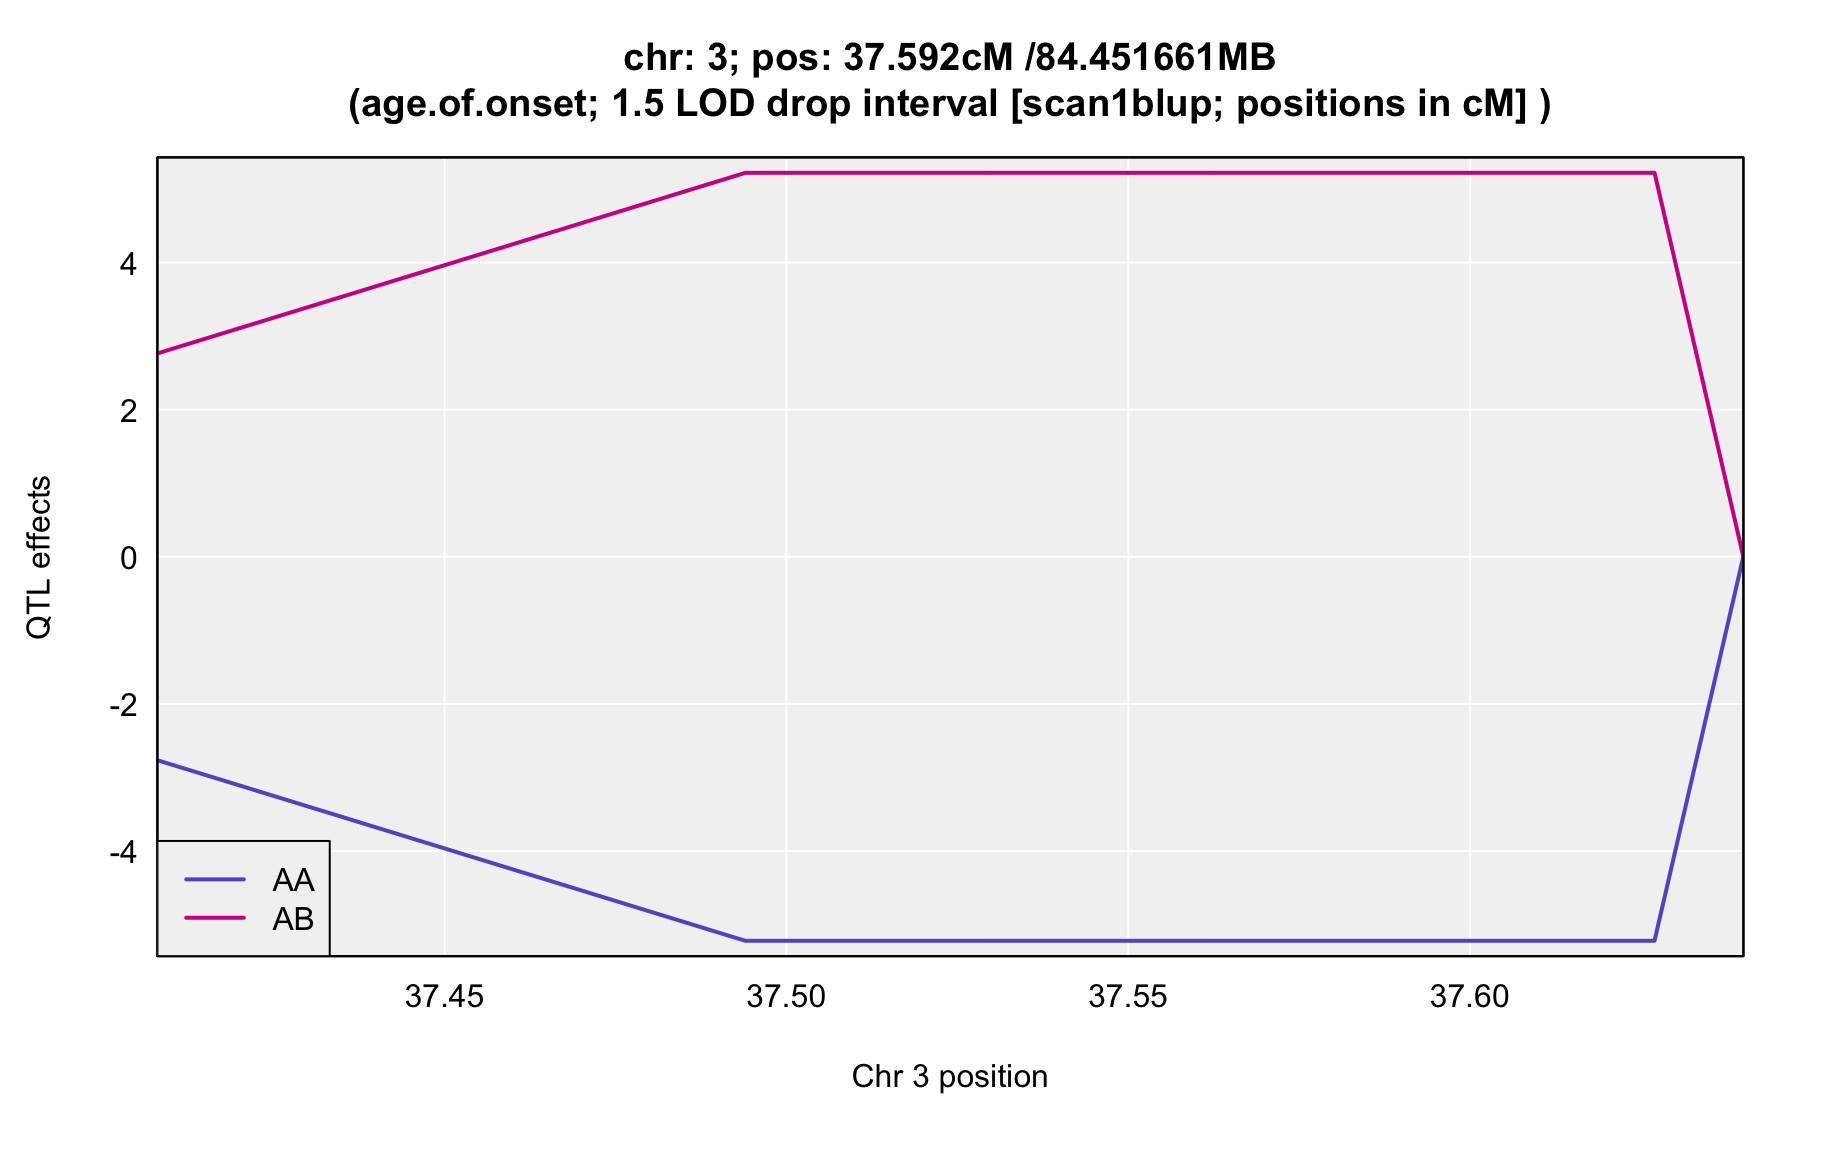 chr: 3; pos: 37.592cM /84.451661MB
(age.of.onset; 1.5 LOD drop interval [scan1blup; positions in cM] )
QTL effects
4
2
0
-2
-4
AA
AB
37.45
37.50
37.55
37.60
Chr 3 position